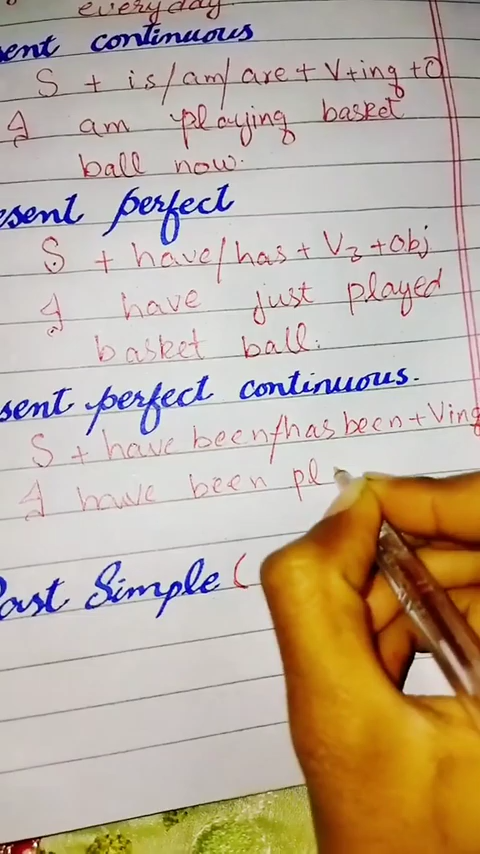 everyday
sent continuous
S + is/am/are + V+ing + O
I am playing basket
ball now.
esent perfect
S + have/has + V3 + obj
I have just played
basket ball.
sent perfect continuous.
S + have been/has been + Ving
I have been pl
Past Simple (